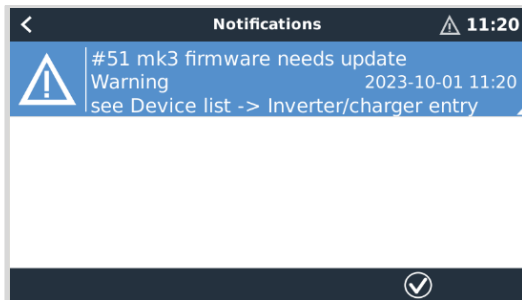 Notifications 11:20
#51 mk3 firmware needs update
Warning 2023-10-01 11:20
see Device list -> Inverter/charger entry